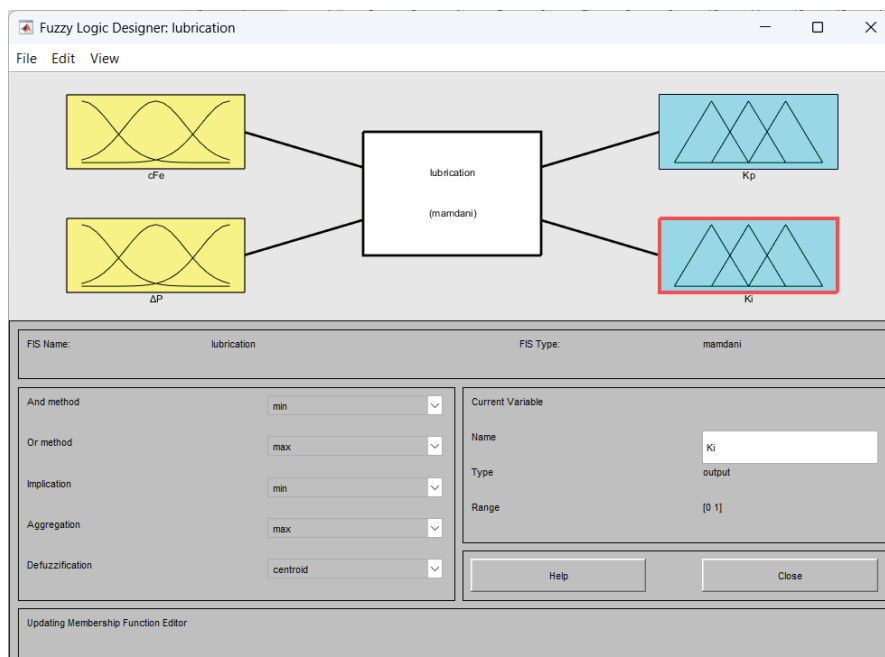 Fuzzy Logic Designer: lubrication
File Edit View
cFe
ΔP
lubrication
(mamdani)
Kp
Ki
FIS Name: lubrication FIS Type: mamdani
And method min
Or method max
Implication min
Aggregation max
Defuzzification centroid
Current Variable
Name Ki
Type output
Range [0 1]
Help Close
Updating Membership Function Editor